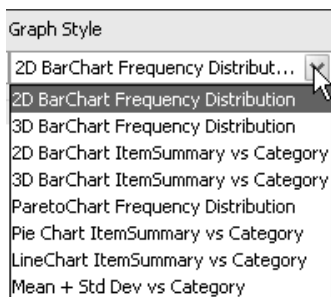 Graph Style
2D BarChart Frequency Distribut...
2D BarChart Frequency Distribution
3D BarChart Frequency Distribution
2D BarChart ItemSummary vs Category
3D BarChart ItemSummary vs Category
ParetoChart Frequency Distribution
Pie Chart ItemSummary vs Category
LineChart ItemSummary vs Category
Mean + Std Dev vs Category